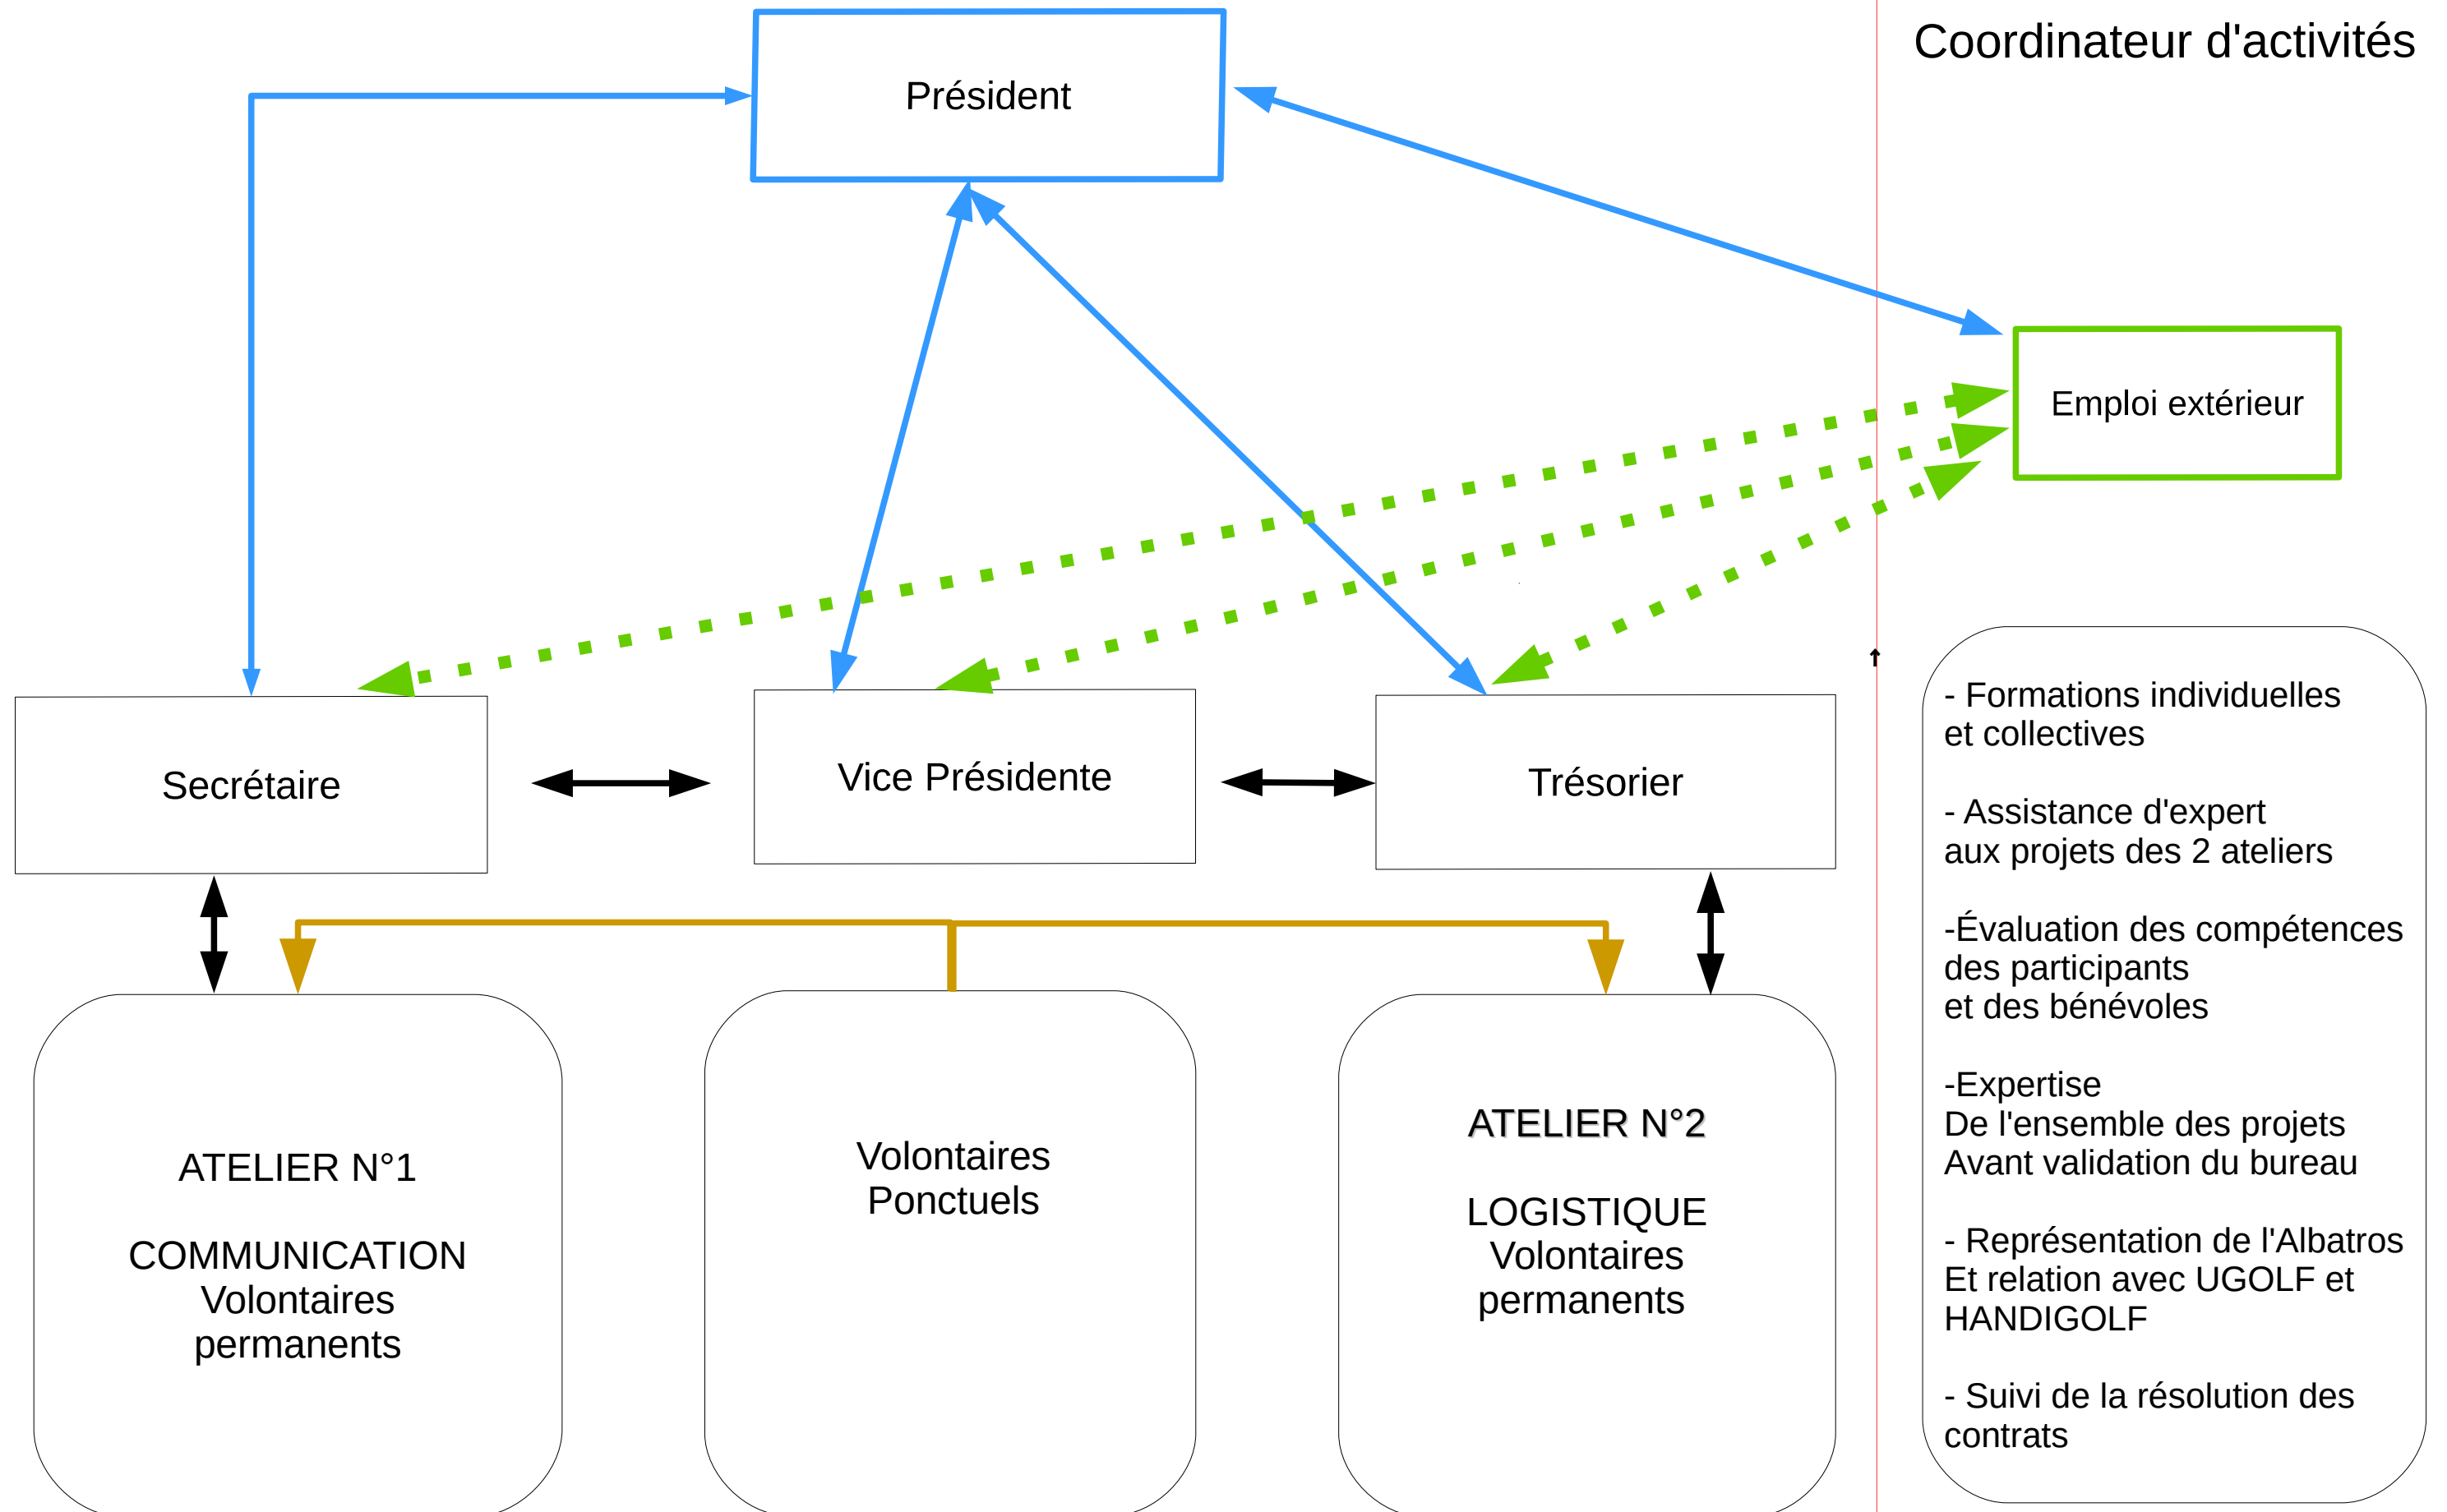 Coordinateur d'activités
Président
Emploi extérieur
Secrétaire
Vice Présidente
Trésorier
ATELIER N°1
COMMUNICATION
Volontaires
permanents
Volontaires
Ponctuels
ATELIER N°2
LOGISTIQUE
Volontaires
permanents
- Formations individuelles
et collectives
- Assistance d'expert
aux projets des 2 ateliers
-Évaluation des compétences
des participants
et des bénévoles
-Expertise
De l'ensemble des projets
Avant validation du bureau
- Représentation de l'Albatros
Et relation avec UGOLF et
HANDIGOLF
- Suivi de la résolution des
contrats